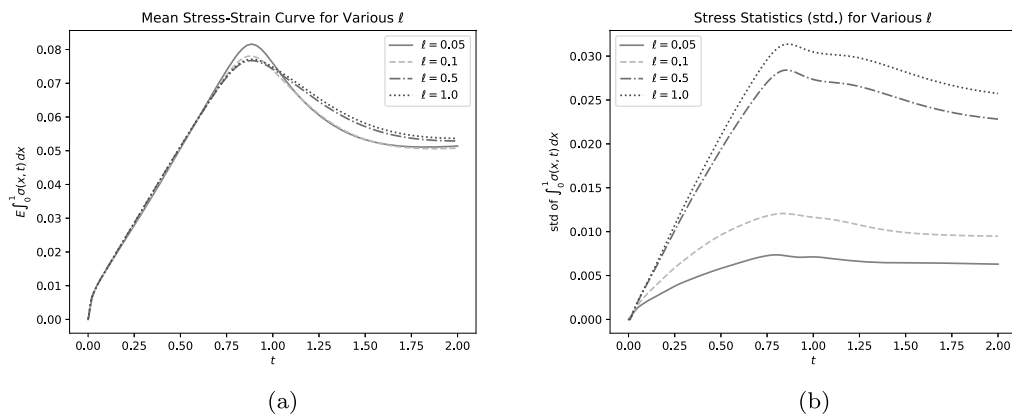 Mean Stress-Strain Curve for Various ℓ
0.08
0.07
0.06
0.05
0.04
0.03
0.02
0.01
0.00
E∫₀¹σ(x, t) dx
ℓ = 0.05
ℓ = 0.1
ℓ = 0.5
ℓ = 1.0
0.00 0.25 0.50 0.75 1.00 1.25 1.50 1.75 2.00
t
(a)
Stress Statistics (std.) for Various ℓ
0.030
0.025
0.020
0.015
0.010
0.005
0.000
std of ∫₀¹σ(x, t) dx
ℓ = 0.05
ℓ = 0.1
ℓ = 0.5
ℓ = 1.0
0.00 0.25 0.50 0.75 1.00 1.25 1.50 1.75 2.00
t
(b)